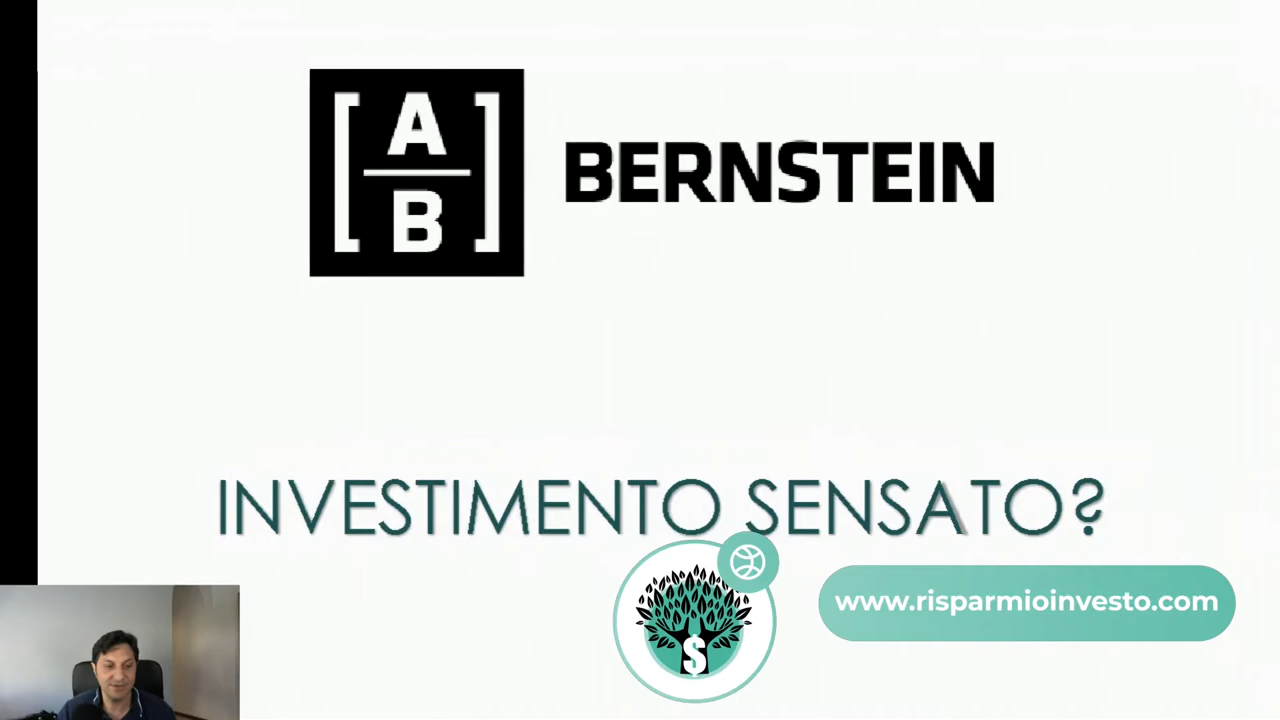 A
B
BERNSTEIN
INVESTIMENTO SENSATO?
$
www.risparmioinvesto.com